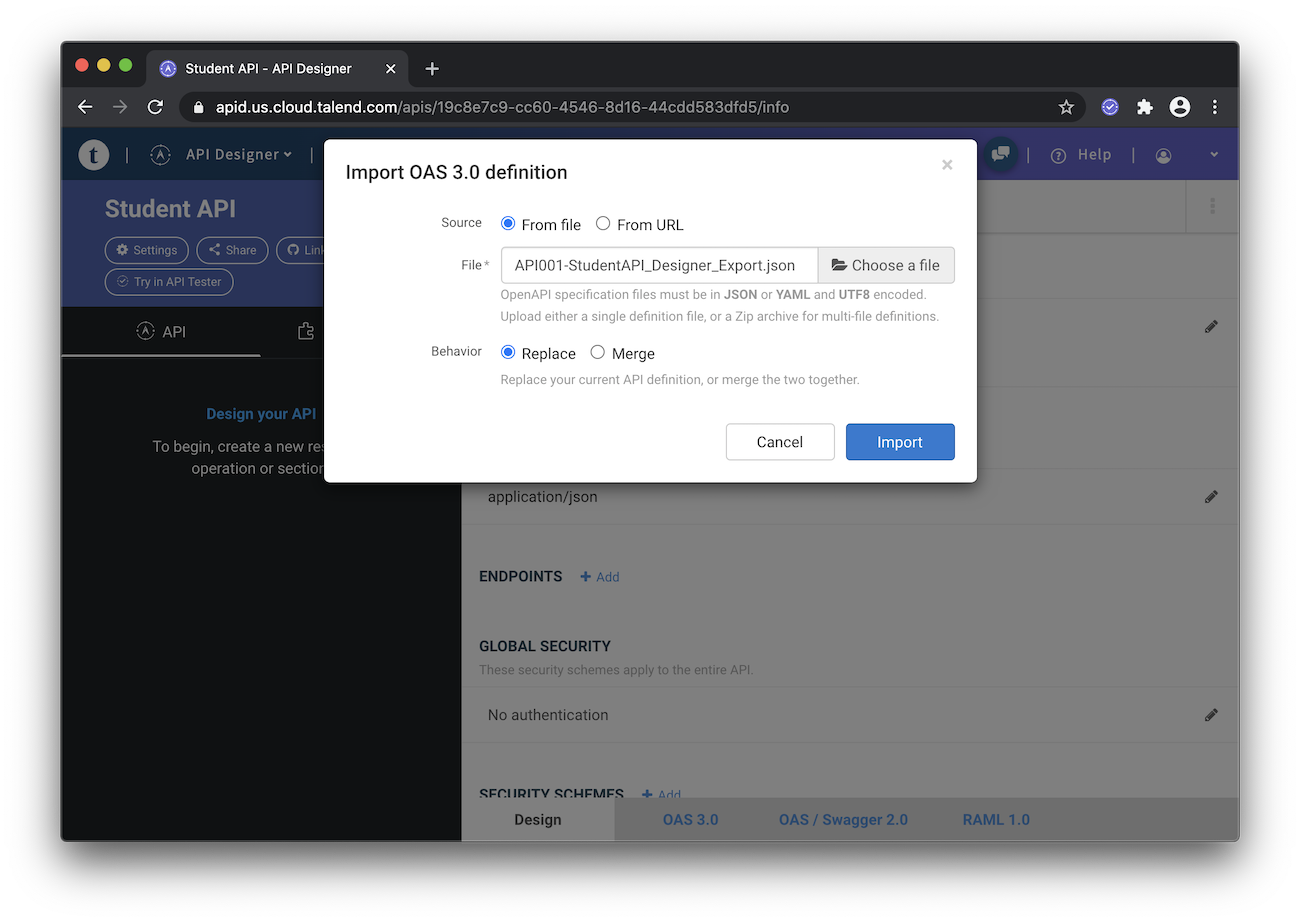 Student API - API Designer
apid.us.cloud.talend.com/apis/19c8e7c9-cc60-4546-8d16-44cdd583dfd5/info
t | API Designer | | Help |
Student API
Settings Share Link
Try in API Tester
API
Design your API
To begin, create a new res
operation or section
Import OAS 3.0 definition
Source From file From URL
File* API001-StudentAPI_Designer_Export.json Choose a file
OpenAPI specification files must be in JSON or YAML and UTF8 encoded.
Upload either a single definition file, or a Zip archive for multi-file definitions.
Behavior Replace Merge
Replace your current API definition, or merge the two together.
Cancel Import
application/json
ENDPOINTS + Add
GLOBAL SECURITY
These security schemes apply to the entire API.
No authentication
SECURITY SCHEMES + Add
Design OAS 3.0 OAS / Swagger 2.0 RAML 1.0